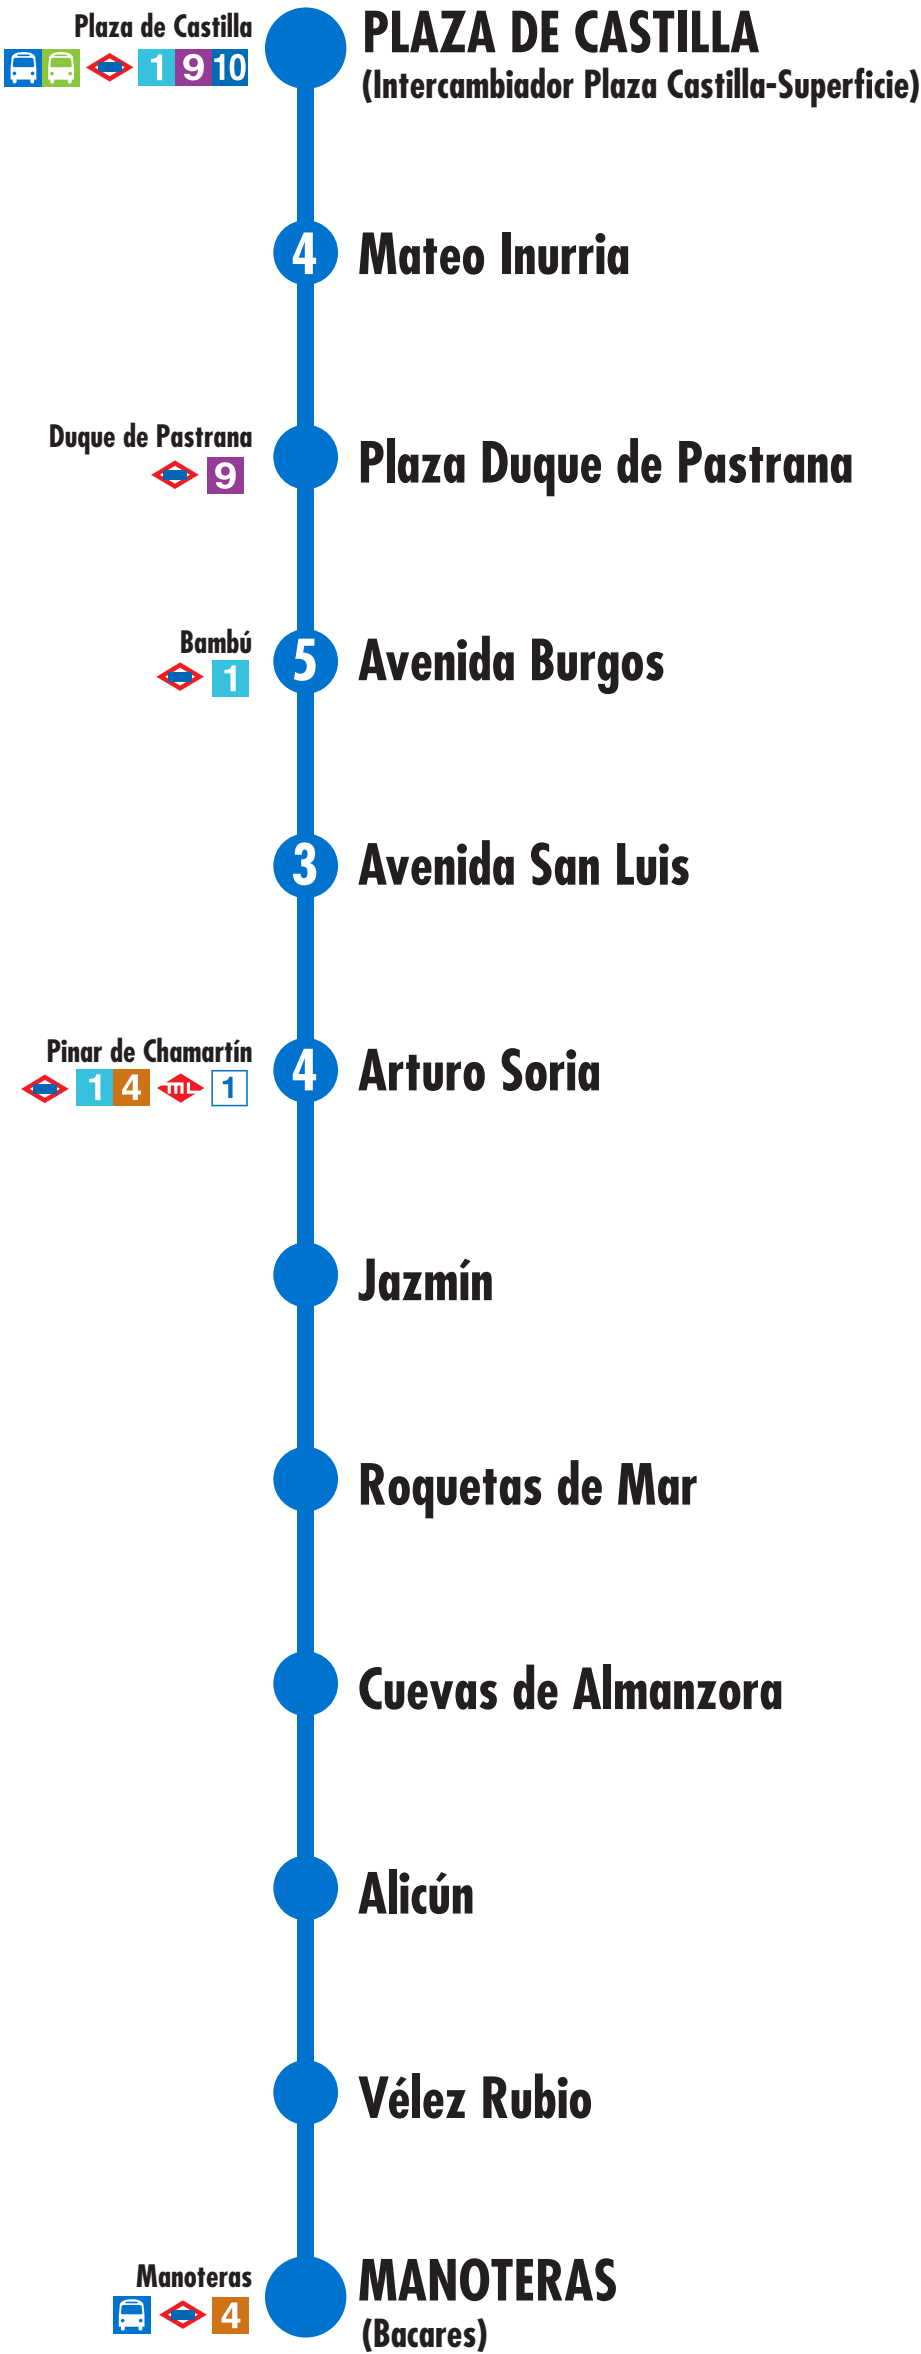 Plaza de Castilla
1 9 10
PLAZA DE CASTILLA
(Intercambiador Plaza Castilla-Superficie)
4 Mateo Inurria
Duque de Pastrana
9
Plaza Duque de Pastrana
Bambú
1
5 Avenida Burgos
3 Avenida San Luis
Pinar de Chamartín
1 4 ML 1
4 Arturo Soria
Jazmín
Roquetas de Mar
Cuevas de Almanzora
Alicún
Vélez Rubio
Manoteras
4
MANOTERAS
(Bacares)